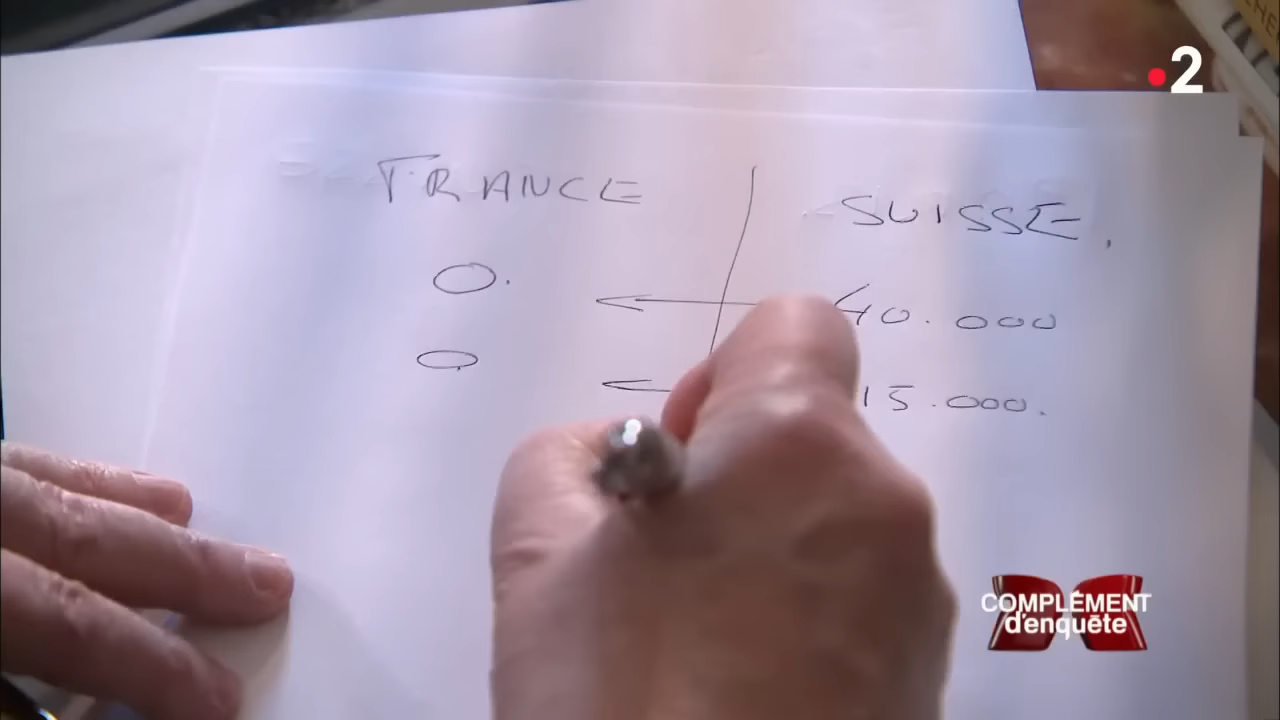 2
FRANCE SUISSE.
0. 40.000
0 15.000.
COMPLÉMENT
d'enquête